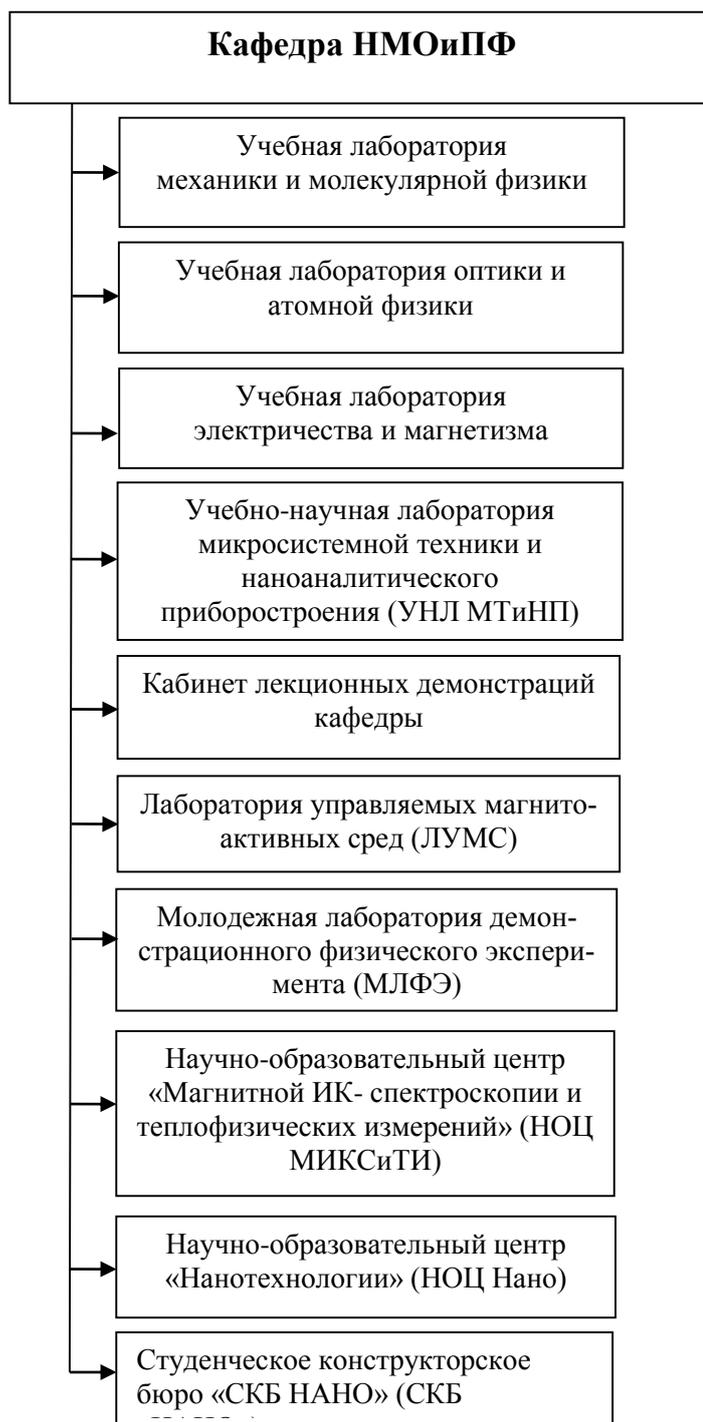 Кафедра НМОиПФ
Учебная лаборатория
механики и молекулярной физики
Учебная лаборатория оптики и
атомной физики
Учебная лаборатория
электричества и магнетизма
Учебно-научная лаборатория
микросистемной техники и
наноаналитического
приборостроения (УНЛ МТиНП)
Кабинет лекционных демонстраций
кафедры
Лаборатория управляемых магнито-
активных сред (ЛУМС)
Молодежная лаборатория демон-
страционного физического экспери-
мента (МЛФЭ)
Научно-образовательный центр
«Магнитной ИК- спектроскопии и
теплофизических измерений» (НОЦ
МИКСиТИ)
Научно-образовательный центр
«Нанотехнологии» (НОЦ Нано)
Студенческое конструкторское
бюро «СКБ НАНО» (СКБ